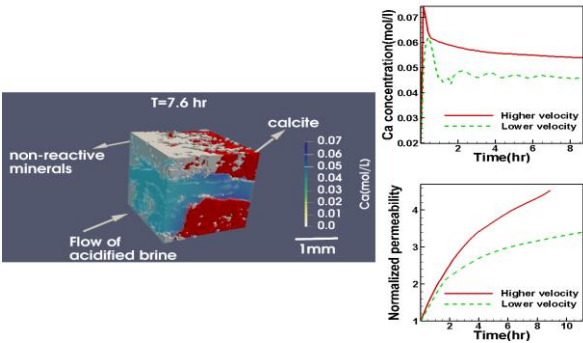 T=7.6 hr
calcite
non-reactive
minerals
Flow of
acidified brine
0.07
0.06
0.05
0.04
0.03
0.02
0.01
0.0
Ca(mol/L)
1mm
Ca concentration(mol/l)
0.07
0.06
0.05
0.04
0.03
0.02
Higher velocity
Lower velocity
2 4 6 8
Time(hr)
Normalized permeability
4
3
2
1
Higher velocity
Lower velocity
2 4 6 8 10
Time(hr)